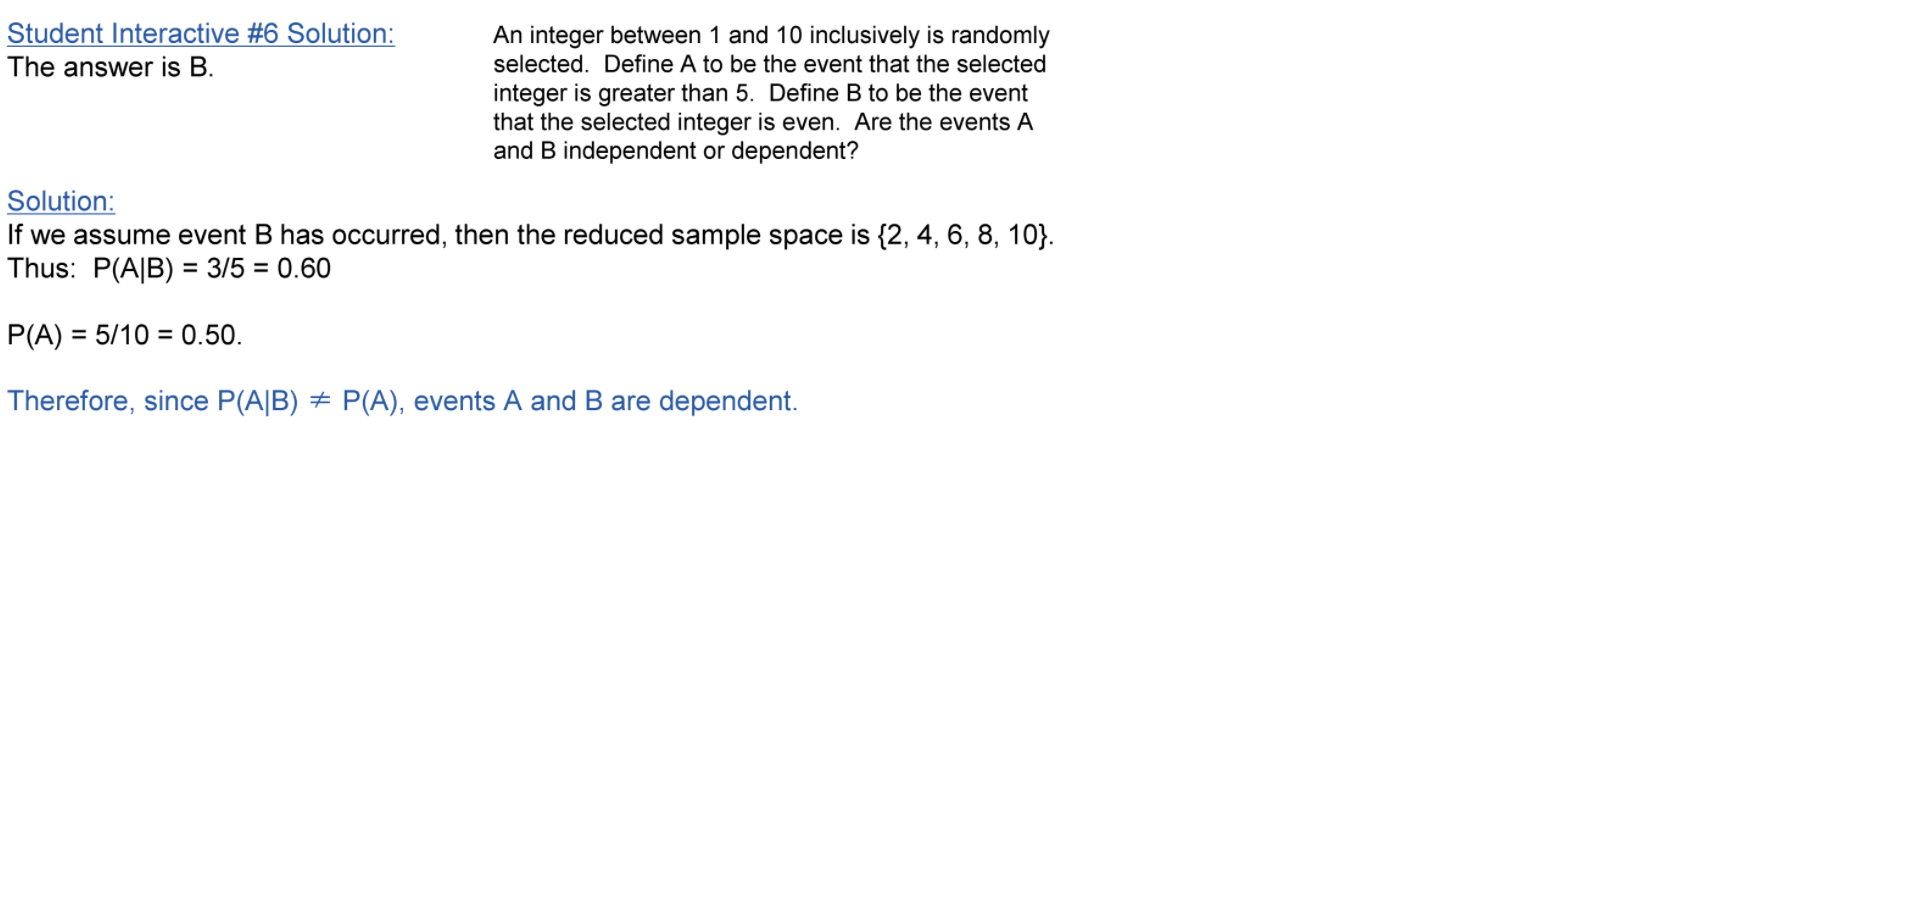 Student Interactive #6 Solution:
The answer is B.
An integer between 1 and 10 inclusively is randomly
selected.  Define A to be the event that the selected
integer is greater than 5.  Define B to be the event
that the selected integer is even.  Are the events A
and B independent or dependent?
Solution:
If we assume event B has occurred, then the reduced sample space is {2, 4, 6, 8, 10}.
Thus:  P(A|B) = 3/5 = 0.60
P(A) = 5/10 = 0.50.
Therefore, since P(A|B) ≠ P(A), events A and B are dependent.